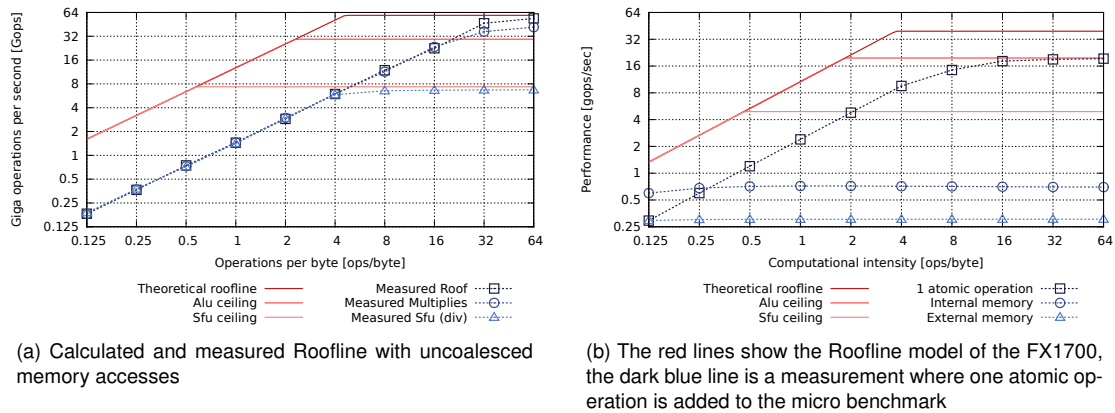 64
32
16
8
4
2
1
0.5
0.25
0.125
Giga operations per second [Gops]
0.125 0.25 0.5 1 2 4 8 16 32 64
Operations per byte [ops/byte]
Theoretical roofline
Alu ceiling
Sfu ceiling
Measured Roof
Measured Multiplies
Measured Sfu (div)
(a) Calculated and measured Roofline with uncoalesced
memory accesses
64
32
16
8
4
2
1
0.5
0.25
Performance [gops/sec]
0.125 0.25 0.5 1 2 4 8 16 32 64
Computational intensity [ops/byte]
Theoretical roofline
Alu ceiling
Sfu ceiling
1 atomic operation
Internal memory
External memory
(b) The red lines show the Roofline model of the FX1700,
the dark blue line is a measurement where one atomic op-
eration is added to the micro benchmark